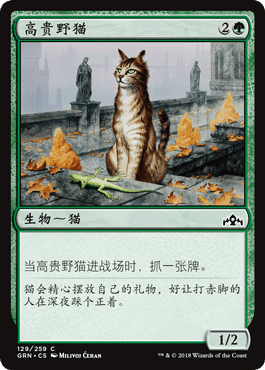 高贵野猫 2
生物～猫
当高贵野猫进战场时，抓一张牌。
猫会精心摆放自己的礼物，好让打赤脚的
人在深夜踩个正着。
1/2
129/259 C
GRN • CS Milivoj Ćeran
™ & © 2018 Wizards of the Coast